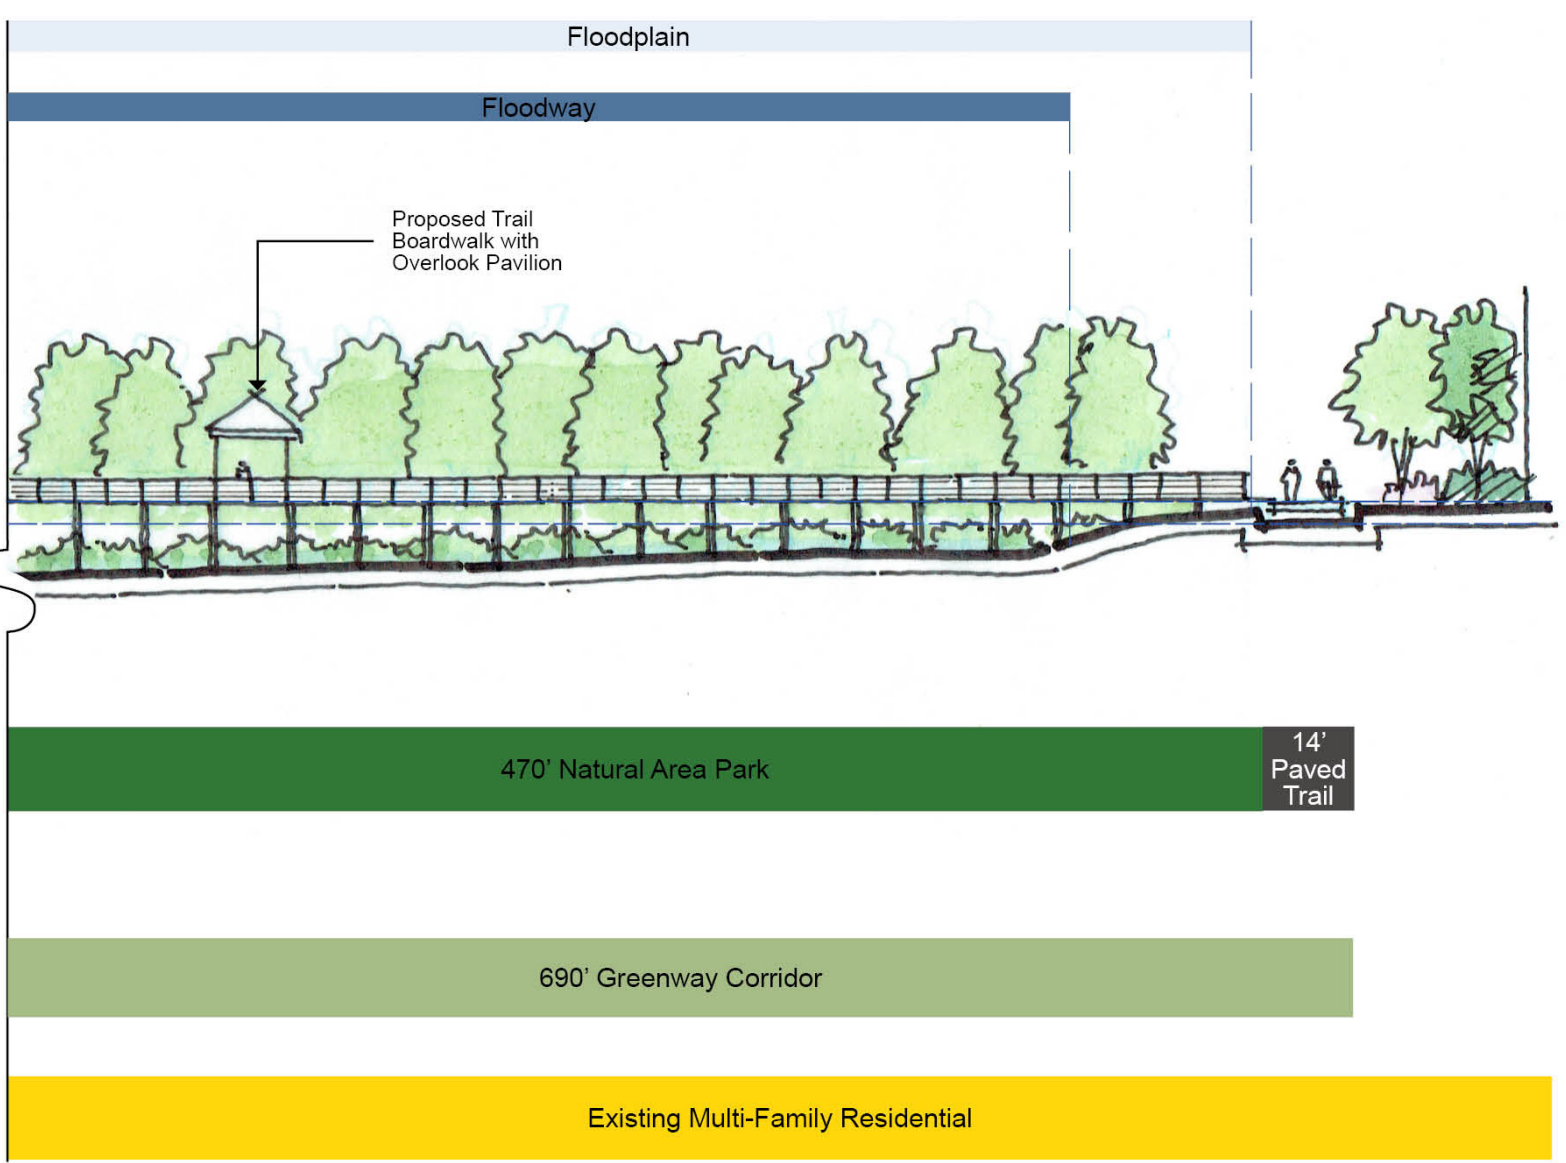 Floodplain
Floodway
Proposed Trail
Boardwalk with
Overlook Pavilion
470’ Natural Area Park
14’
Paved
Trail
690’ Greenway Corridor
Existing Multi-Family Residential